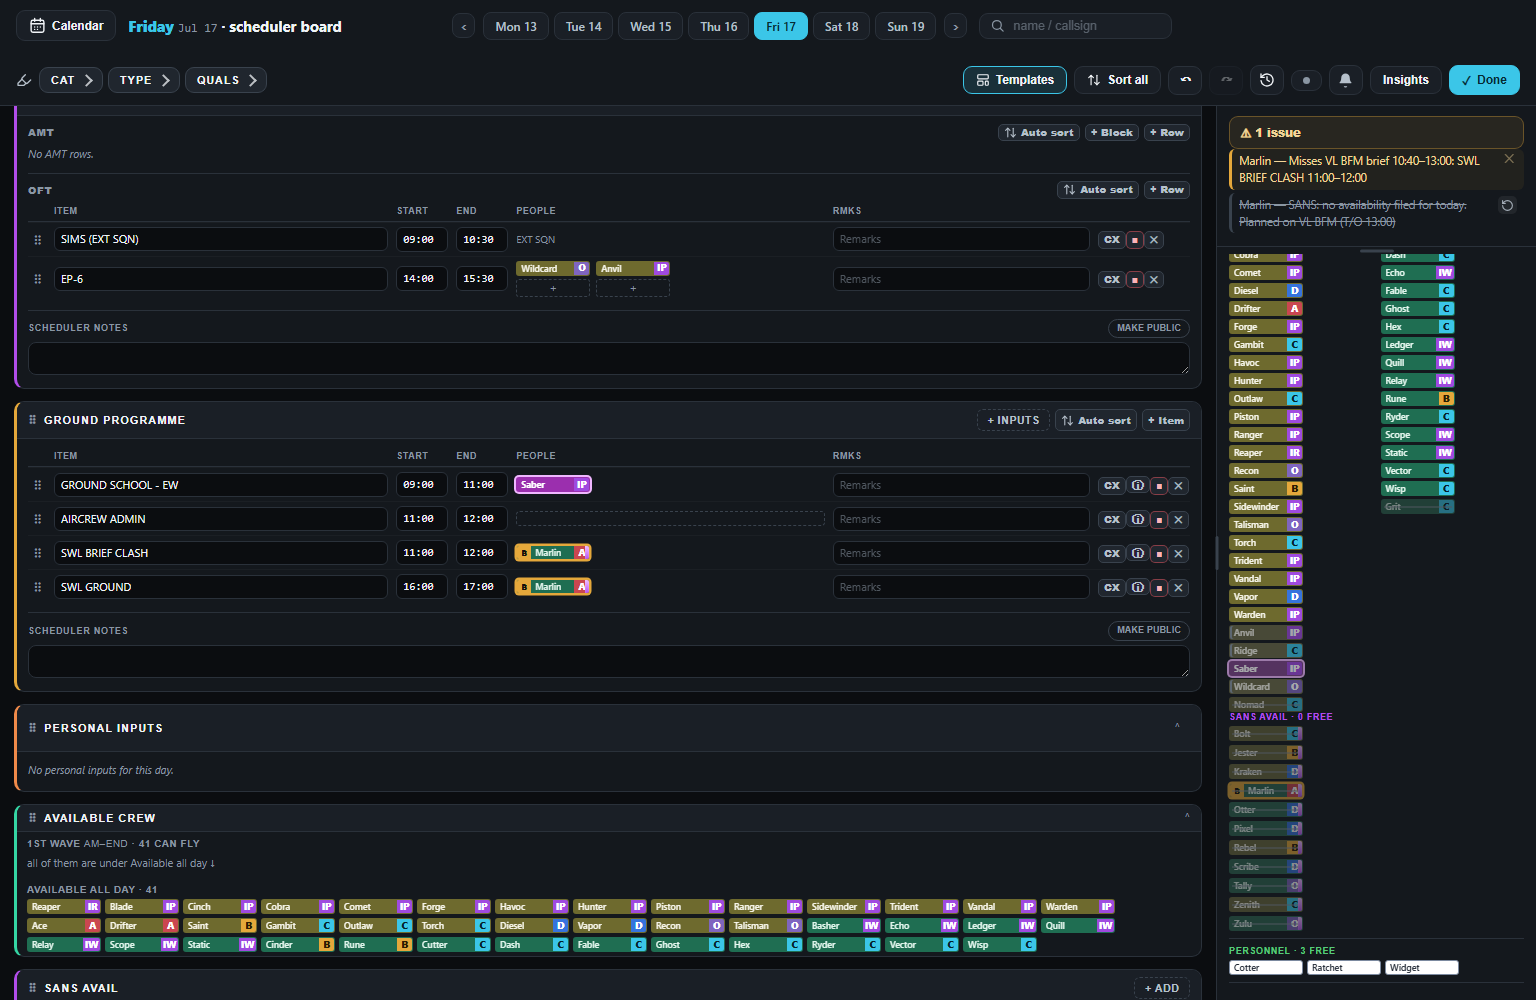 Calendar Friday Jul 17 · scheduler board ‹ Mon 13 Tue 14 Wed 15 Thu 16 Fri 17 Sat 18 Sun 19 › name / callsign
CAT TYPE QUALS Templates Sort all Insights ✓ Done
AMT Auto sort + Block + Row
No AMT rows.
OFT Auto sort + Row
ITEM START END PEOPLE RMKS
SIMS (EXT SQN) 09:00 10:30 EXT SQN Remarks CX
EP-6 14:00 15:30 Wildcard O Anvil IP + + Remarks CX
SCHEDULER NOTES MAKE PUBLIC
GROUND PROGRAMME + INPUTS Auto sort + Item
ITEM START END PEOPLE RMKS
GROUND SCHOOL - EW 09:00 11:00 Saber IP Remarks CX
AIRCREW ADMIN 11:00 12:00 Remarks CX
SWL BRIEF CLASH 11:00 12:00 B Marlin A Remarks CX
SWL GROUND 16:00 17:00 B Marlin A Remarks CX
SCHEDULER NOTES MAKE PUBLIC
PERSONAL INPUTS
No personal inputs for this day.
AVAILABLE CREW
1ST WAVE AM–END · 41 CAN FLY
all of them are under Available all day ↓
AVAILABLE ALL DAY · 41
Reaper IR Blade IP Cinch IP Cobra IP Comet IP Forge IP Havoc IP Hunter IP Piston IP Ranger IP Sidewinder IP Trident IP Vandal IP Warden IP
Ace A Drifter A Saint B Gambit C Outlaw C Torch C Diesel D Vapor D Recon O Talisman O Basher IW Echo IW Ledger IW Quill IW
Relay IW Scope IW Static IW Cinder B Rune B Cutter C Dash C Fable C Ghost C Hex C Ryder C Vector C Wisp C
SANS AVAIL + ADD
⚠ 1 issue
Marlin — Misses VL BFM brief 10:40–13:00: SWL
BRIEF CLASH 11:00–12:00
Marlin — SANS: no availability filed for today.
Planned on VL BFM (T/O 13:00)
Cobra IP Dash C
Comet IP Echo IW
Diesel D Fable C
Drifter A Ghost C
Forge IP Hex C
Gambit C Ledger IW
Havoc IP Quill IW
Hunter IP Relay IW
Outlaw C Rune B
Piston IP Ryder C
Ranger IP Scope IW
Reaper IR Static IW
Recon O Vector C
Saint B Wisp C
Sidewinder IP Grit C
Talisman O
Torch C
Trident IP
Vandal IP
Vapor D
Warden IP
Anvil IP
Ridge C
Saber IP
Wildcard O
Nomad C
SANS AVAIL · 0 FREE
Bolt C
Jester B
Kraken D
B Marlin A
Otter D
Pixel D
Rebel B
Scribe D
Tally O
Zenith C
Zulu O
PERSONNEL · 3 FREE
Cotter Ratchet Widget